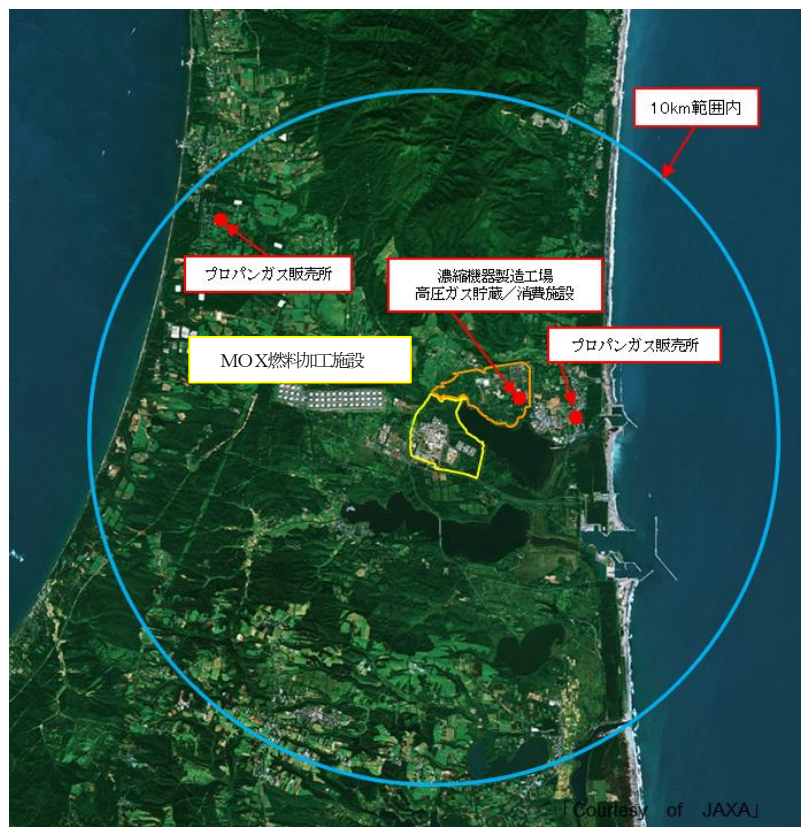 10km範囲内
プロパンガス販売所
濃縮機器製造工場
高圧ガス貯蔵／消費施設
プロパンガス販売所
MOX燃料加工施設
「Courtesy of JAXA」